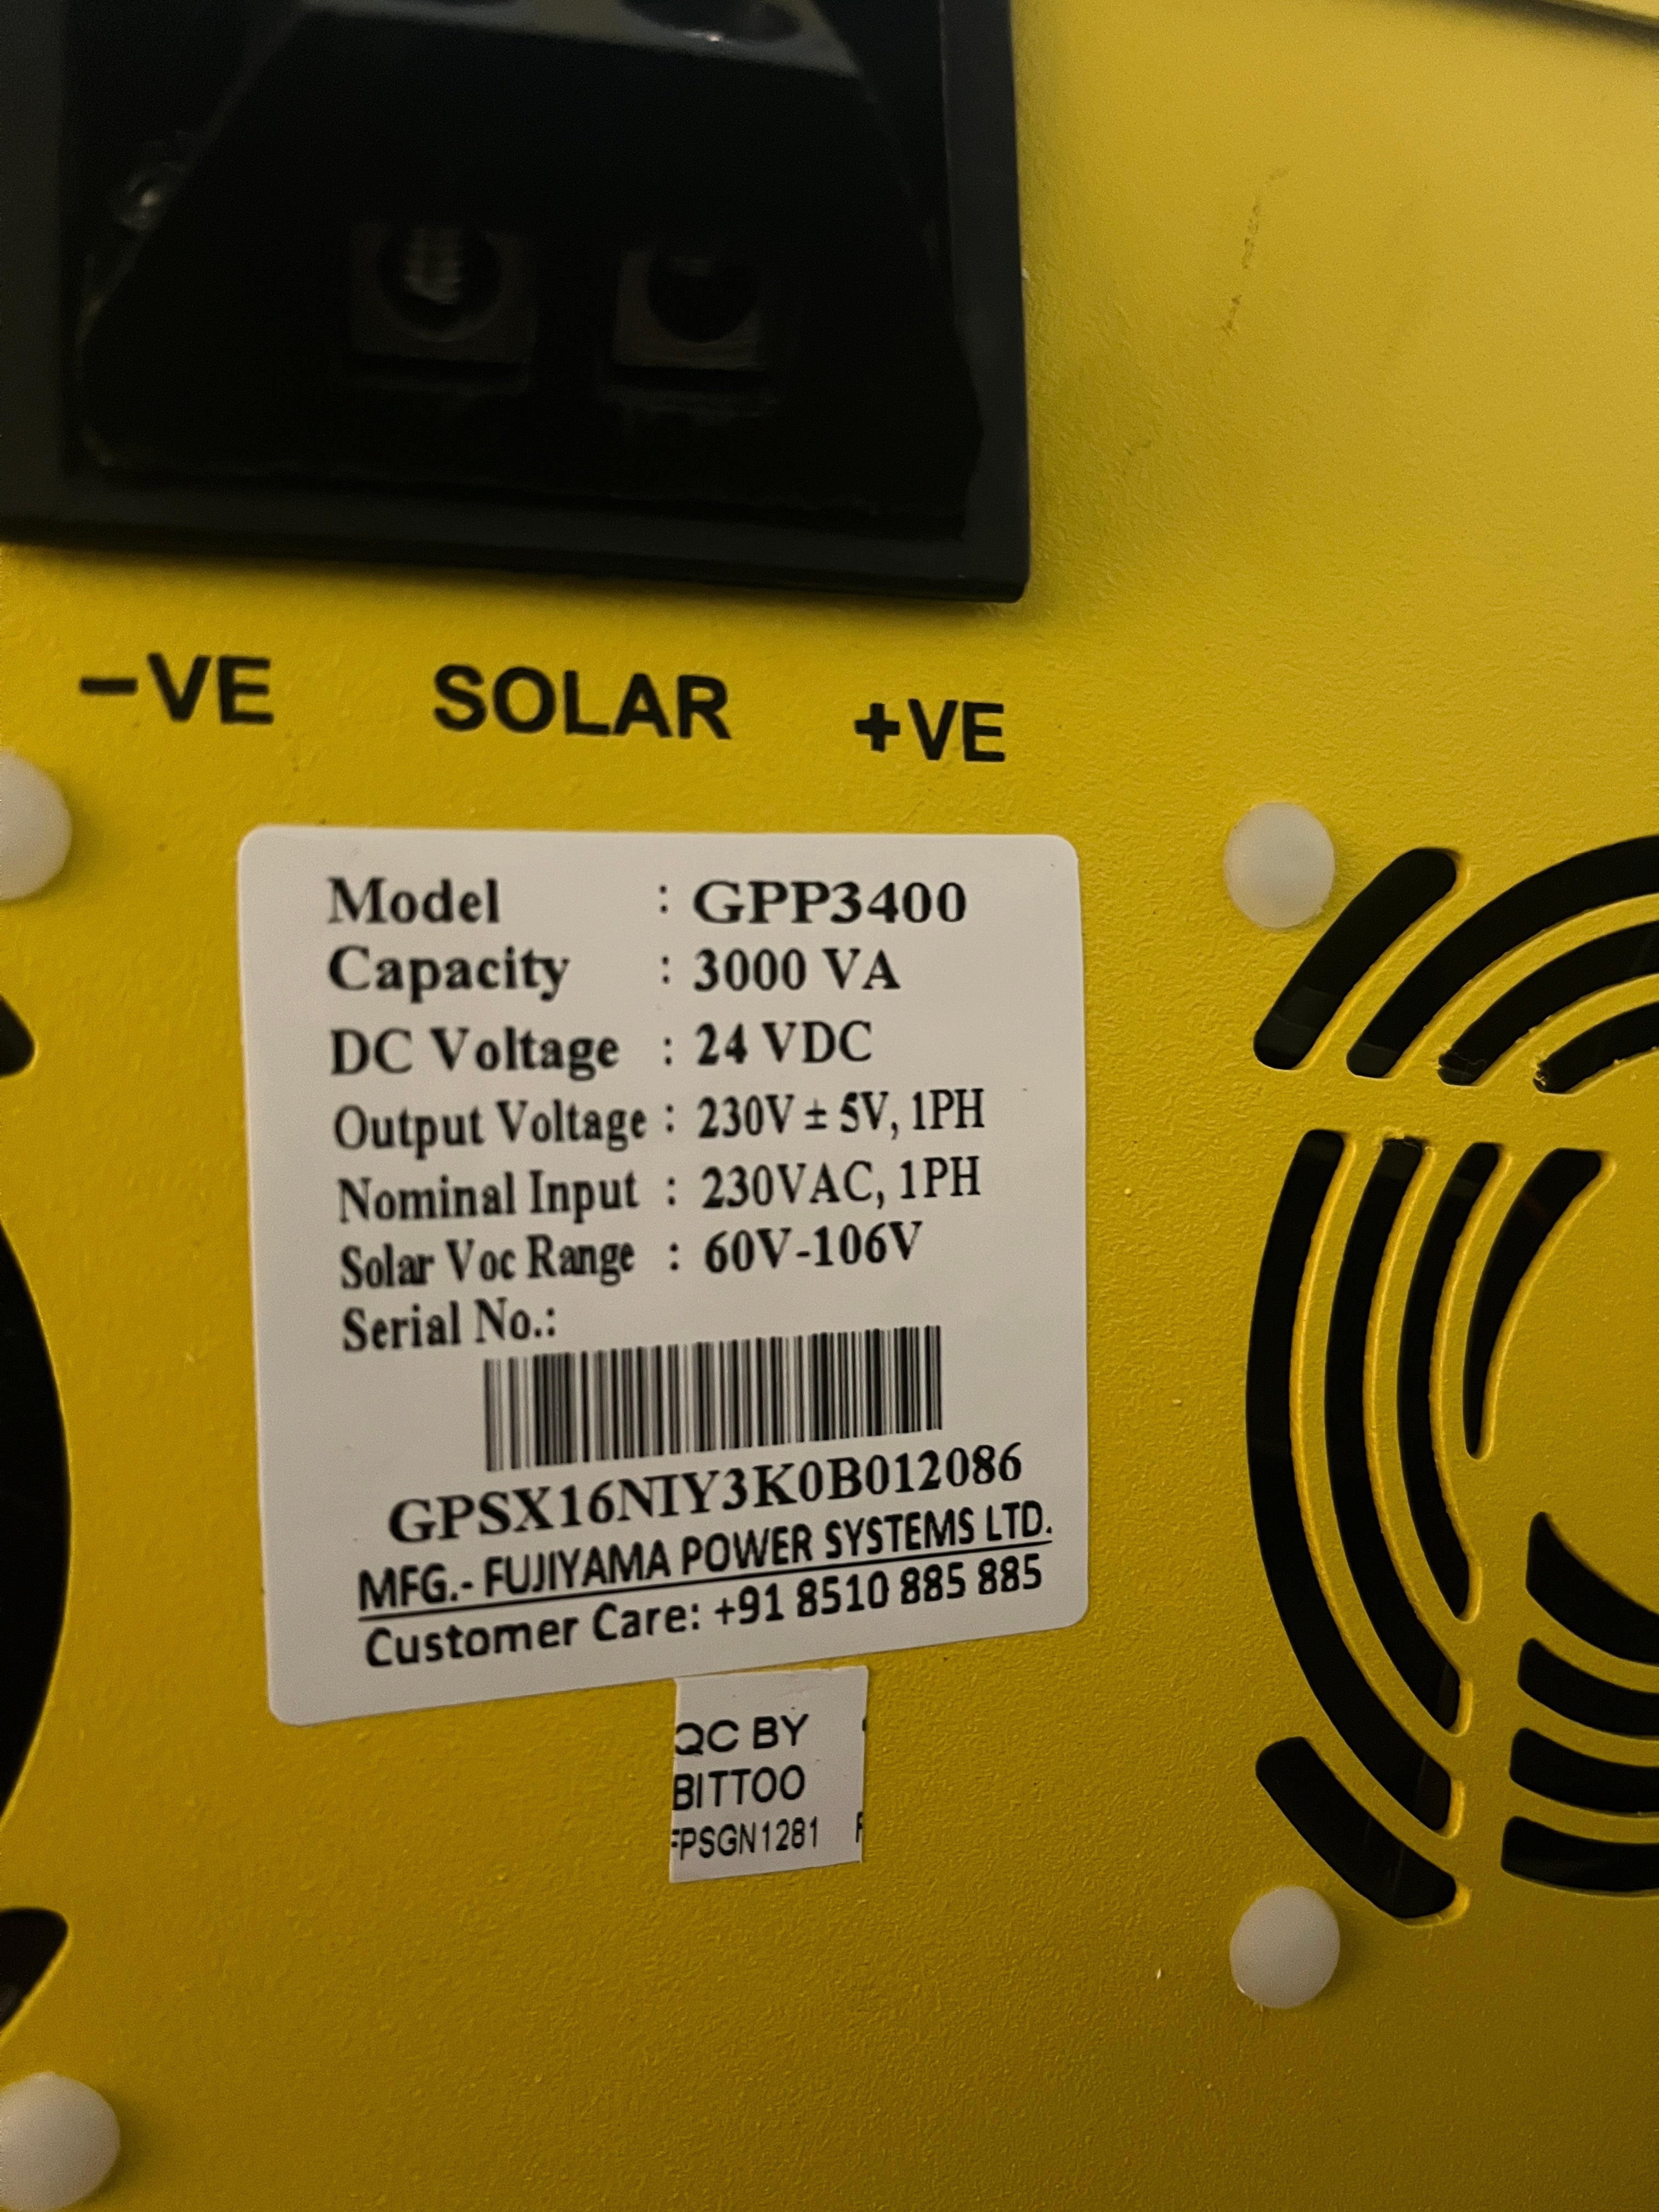 -VE SOLAR +VE
Model : GPP3400
Capacity : 3000 VA
DC Voltage : 24 VDC
Output Voltage : 230V ± 5V, 1PH
Nominal Input : 230VAC, 1PH
Solar Voc Range : 60V-106V
Serial No.:
GPSX16NIY3K0B012086
MFG.- FUJIYAMA POWER SYSTEMS LTD.
Customer Care: +91 8510 885 885
QC BY
BITTOO
FPSGN1281